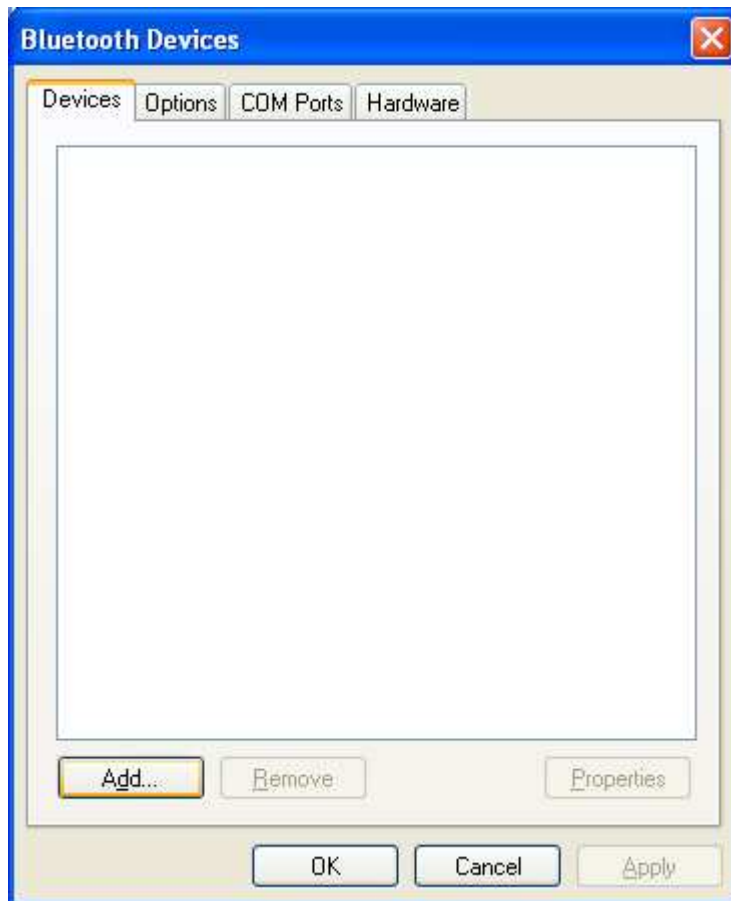 Bluetooth Devices
Devices Options COM Ports Hardware
Add... Remove Properties
OK Cancel Apply